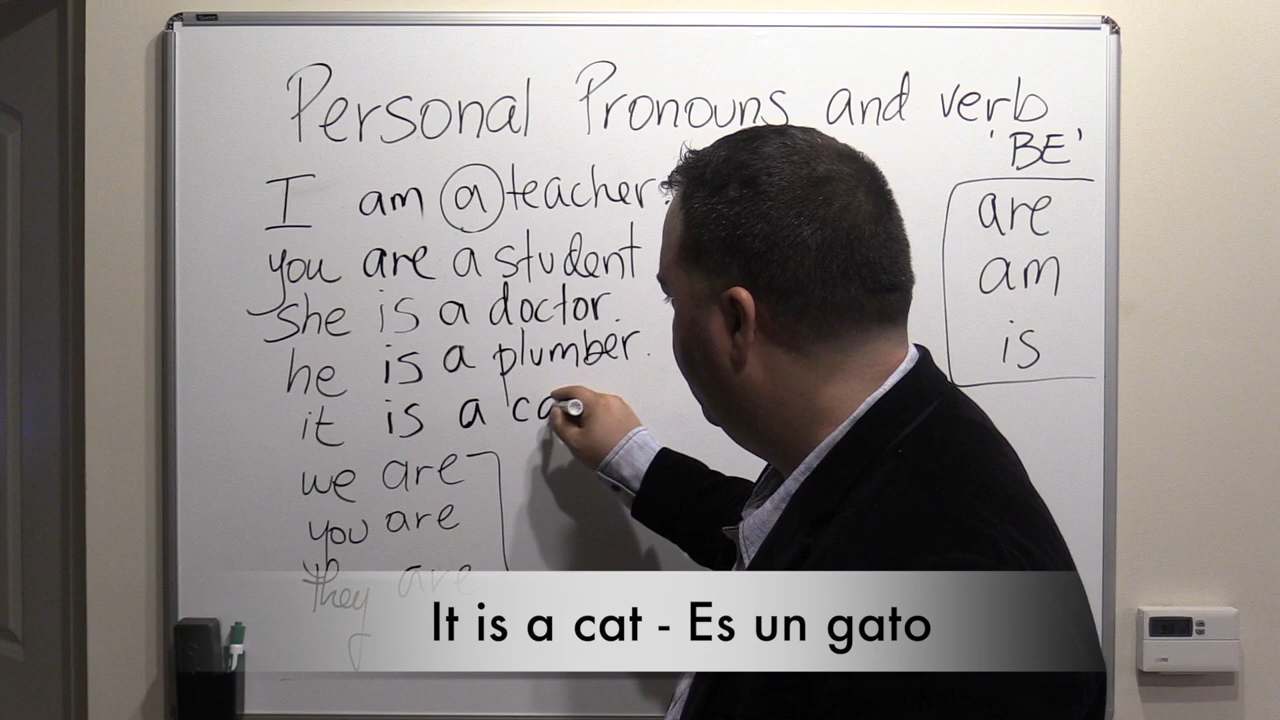 Personal Pronouns and verb
'BE'
I am a teacher.
you are a student
she is a doctor.
he is a plumber.
it is a ca
we are
you are
they are
are
am
is
It is a cat - Es un gato